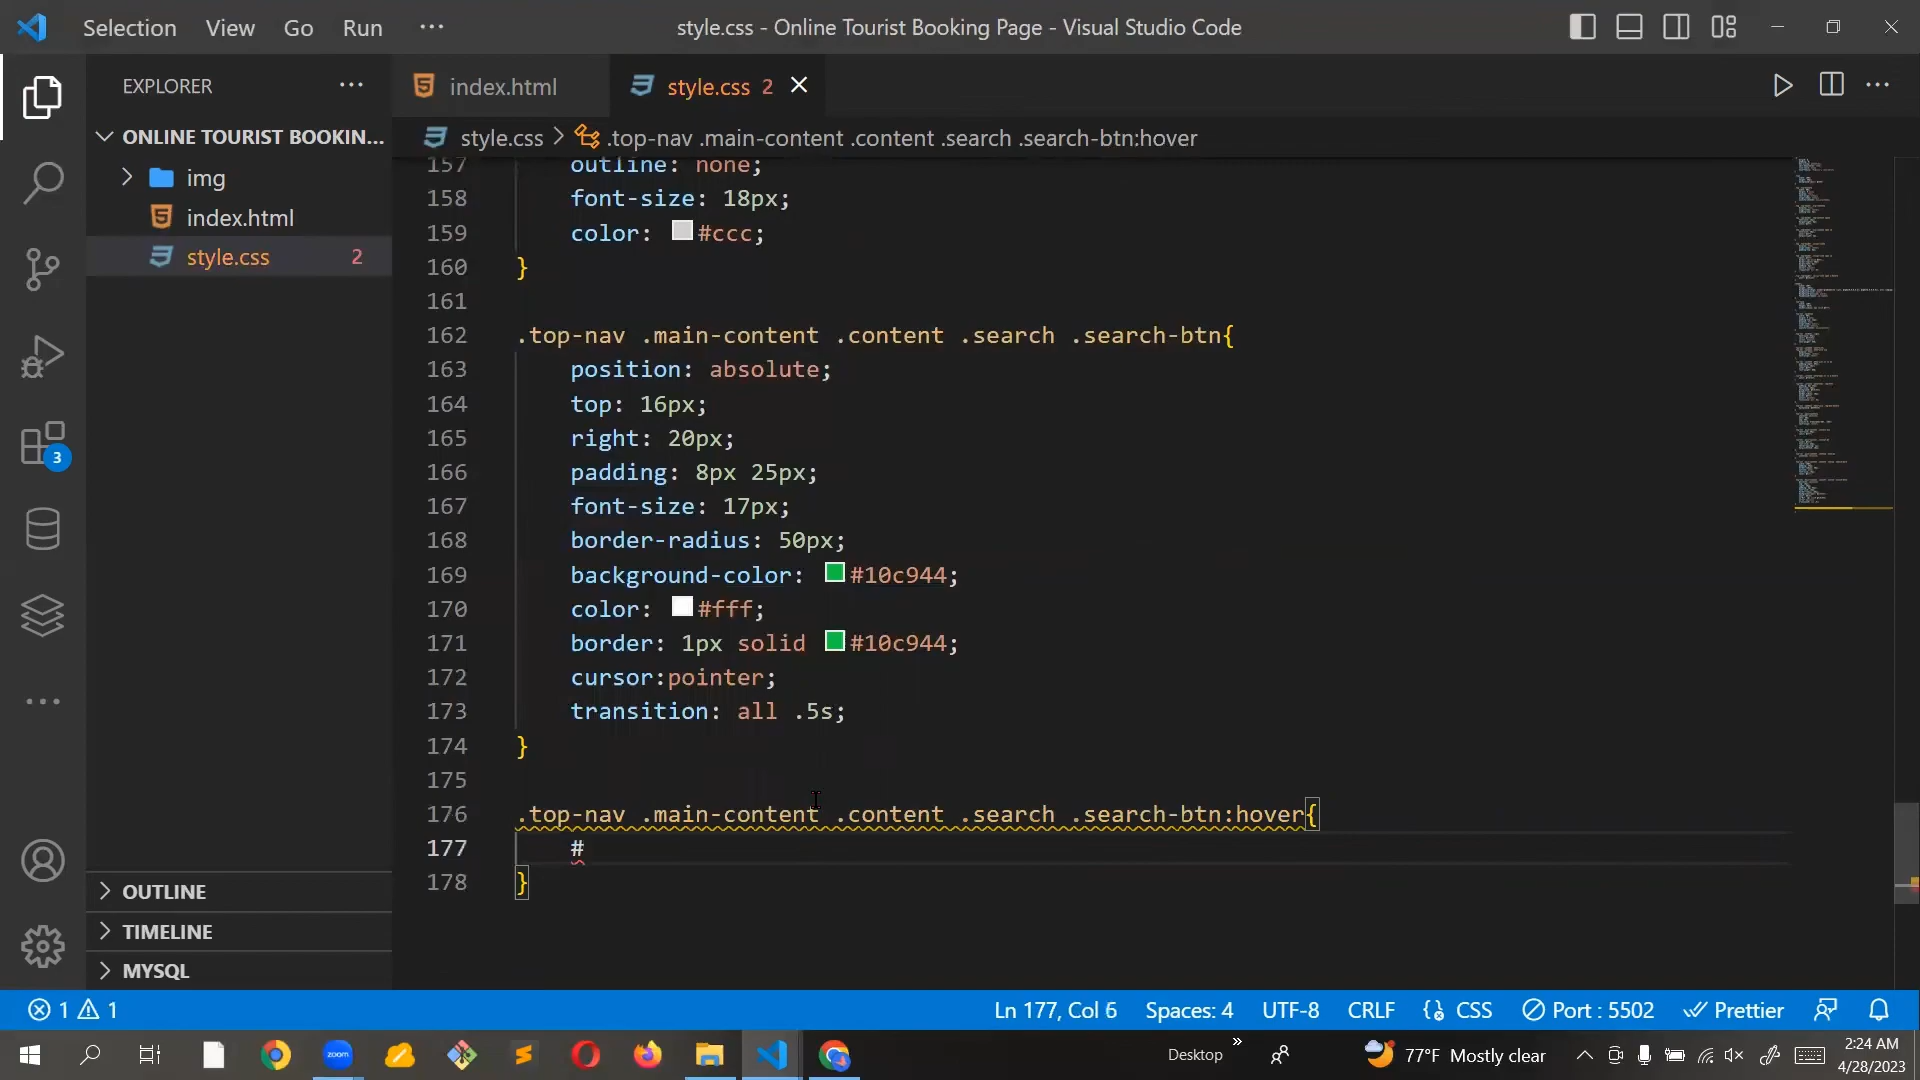 Selection View Go Run ...
style.css - Online Tourist Booking Page - Visual Studio Code
EXPLORER
ONLINE TOURIST BOOKIN...
img
index.html
style.css 2
index.html
style.css 2
style.css > .top-nav .main-content .content .search .search-btn:hover
157 outline: none;
158 font-size: 18px;
159 color: #ccc;
160 }
161
162 .top-nav .main-content .content .search .search-btn{
163 position: absolute;
164 top: 16px;
165 right: 20px;
166 padding: 8px 25px;
167 font-size: 17px;
168 border-radius: 50px;
169 background-color: #10c944;
170 color: #fff;
171 border: 1px solid #10c944;
172 cursor:pointer;
173 transition: all .5s;
174 }
175
176 .top-nav .main-content .content .search .search-btn:hover{
177 #
178 }
3
OUTLINE
TIMELINE
MYSQL
1 1
Ln 177, Col 6 Spaces: 4 UTF-8 CRLF {} CSS Port : 5502 Prettier
zoom
Desktop
77°F Mostly clear
2:24 AM
4/28/2023